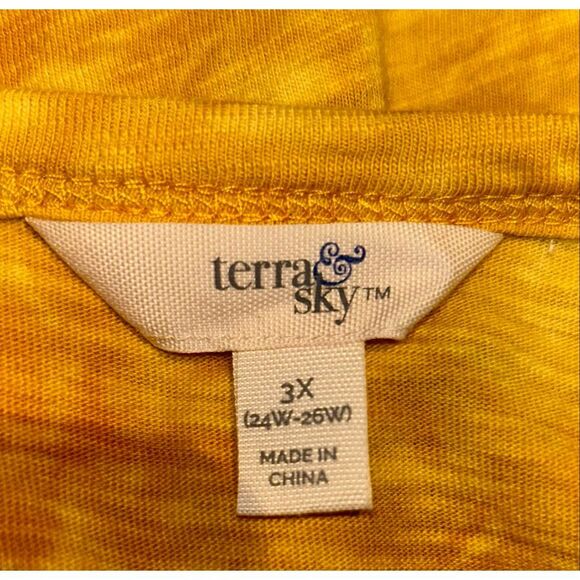 terra &
sky™
3X
(24W-26W)
MADE IN
CHINA